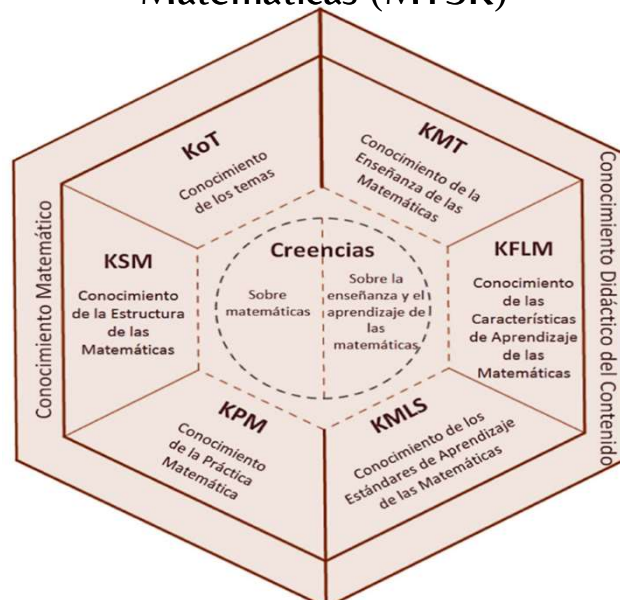 Matemáticas (MTSK)
KoT
Conocimiento
de los temas
KMT
Conocimiento de la
Enseñanza de las
Matemáticas
Conocimiento Matemático
KSM
Conocimiento
de la Estructura
de las
Matemáticas
Creencias
Sobre
matemáticas
Sobre la
enseñanza y el
aprendizaje de
las
matemáticas
KFLM
Conocimiento
de las
Características
de Aprendizaje
de las
Matemáticas
Conocimiento Didáctico del Contenido
KPM
Conocimiento
de la Práctica
Matemática
KMLS
Conocimiento de los
Estándares de Aprendizaje
de las Matemáticas